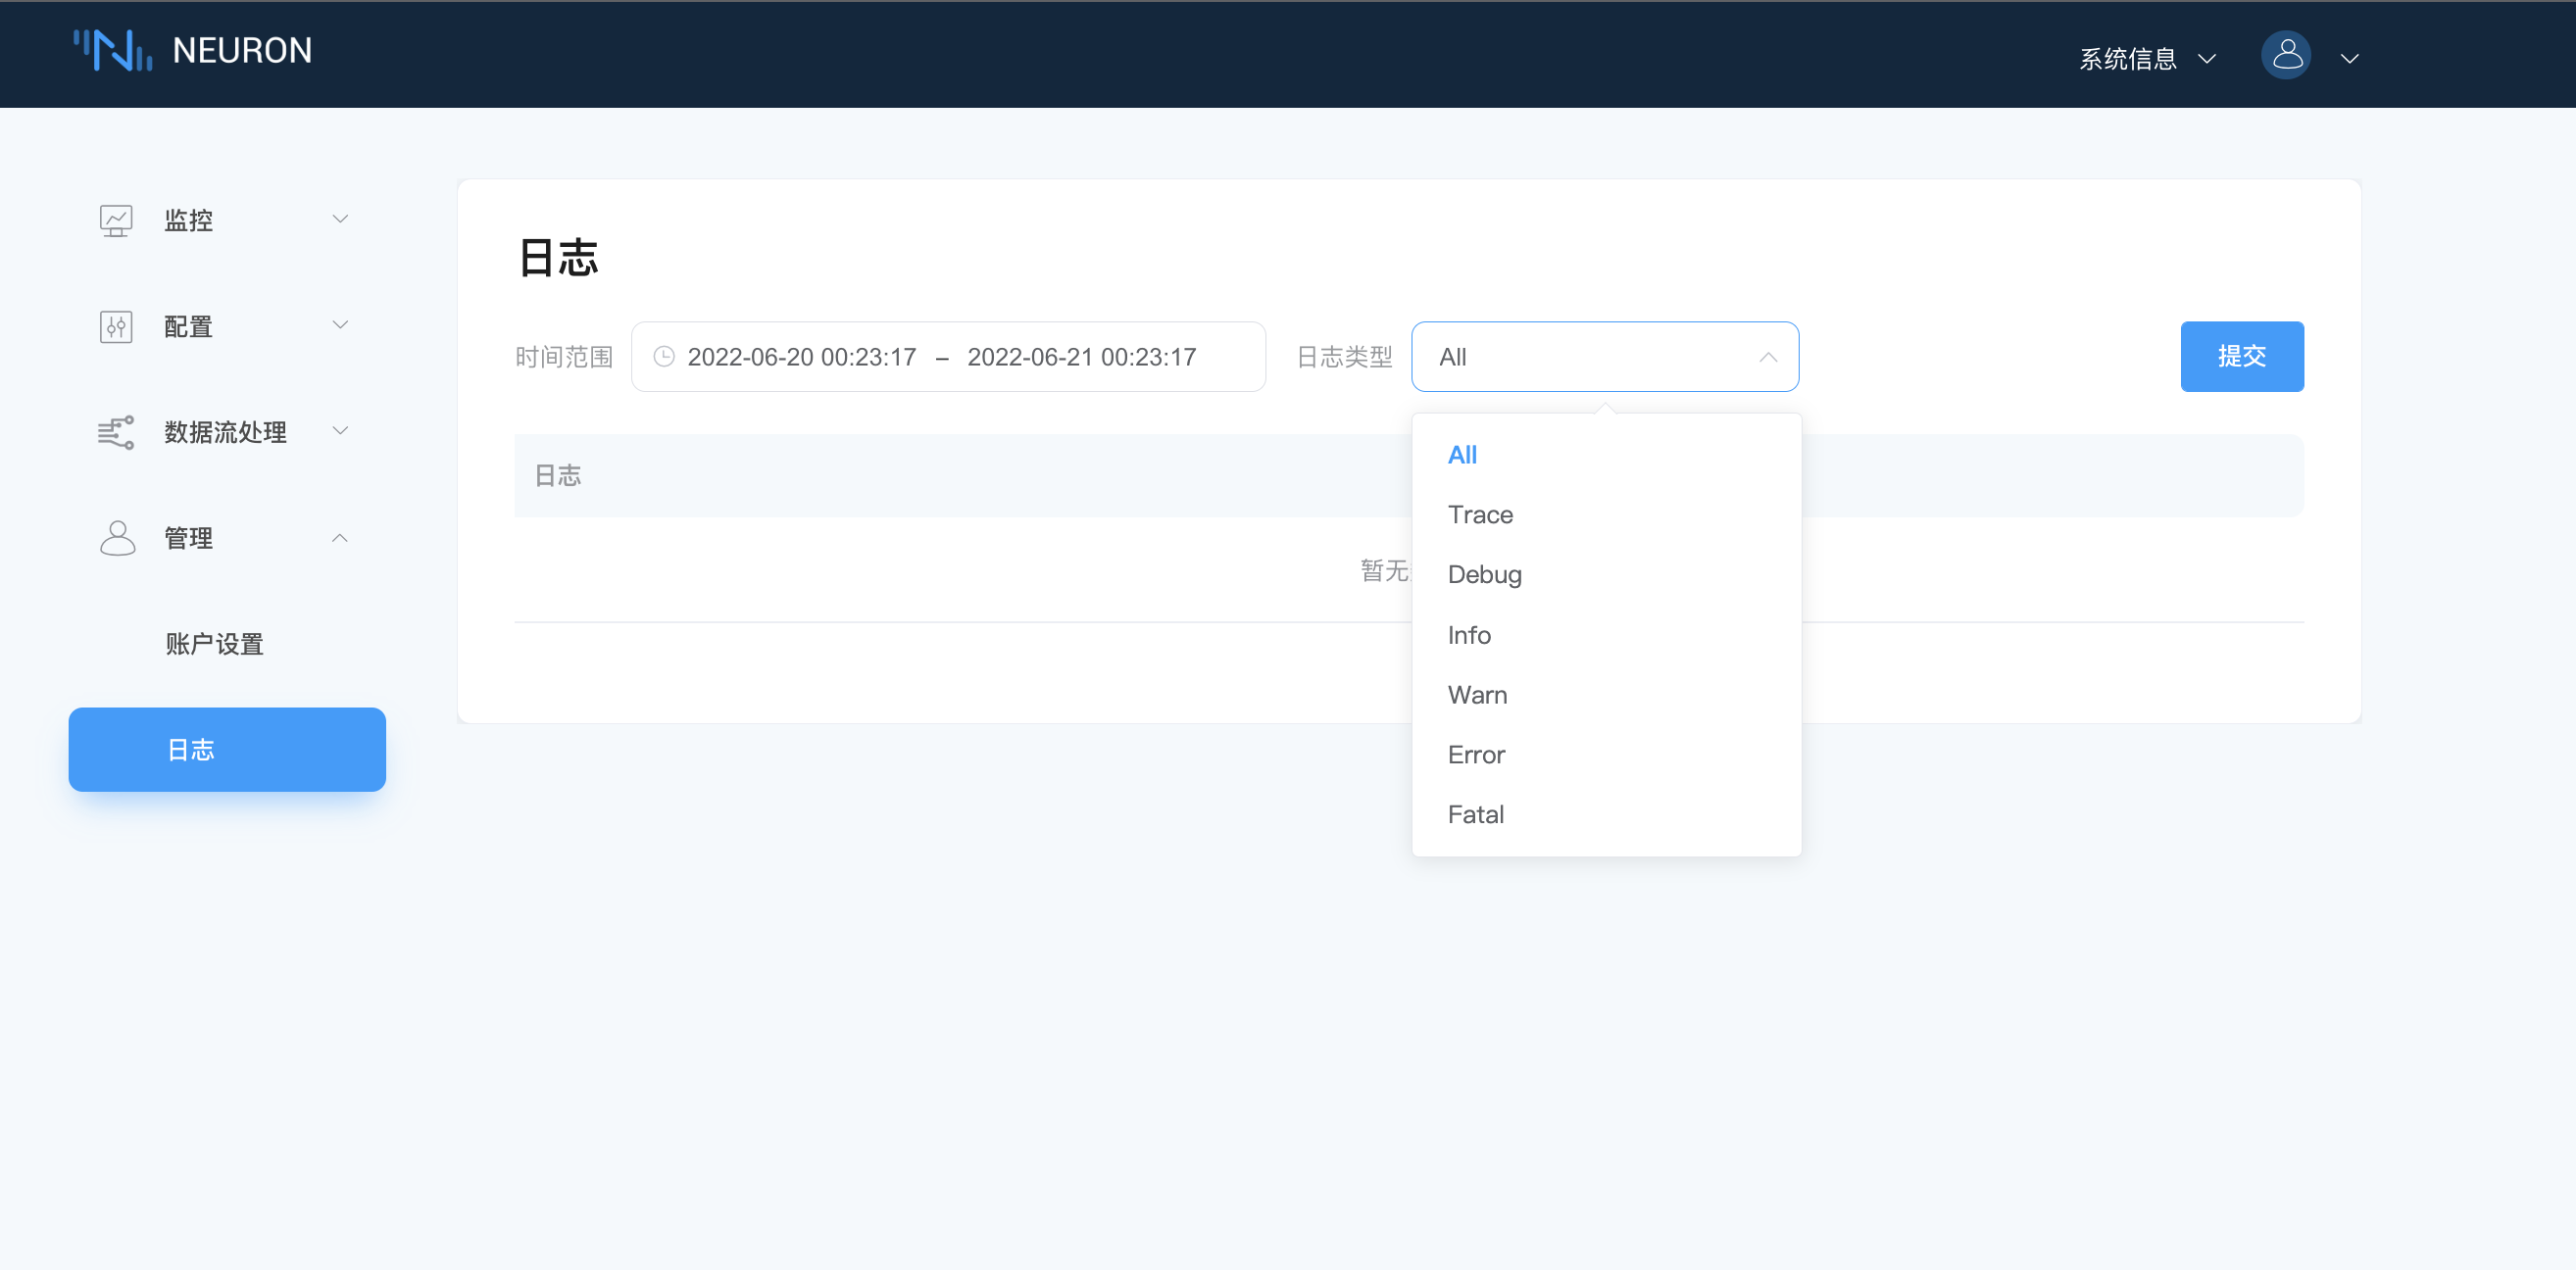 NEURON
系统信息
监控
配置
数据流处理
管理
账户设置
日志
日志
时间范围 2022-06-20 00:23:17 – 2022-06-21 00:23:17 日志类型 All 提交
日志
暂无
All
Trace
Debug
Info
Warn
Error
Fatal